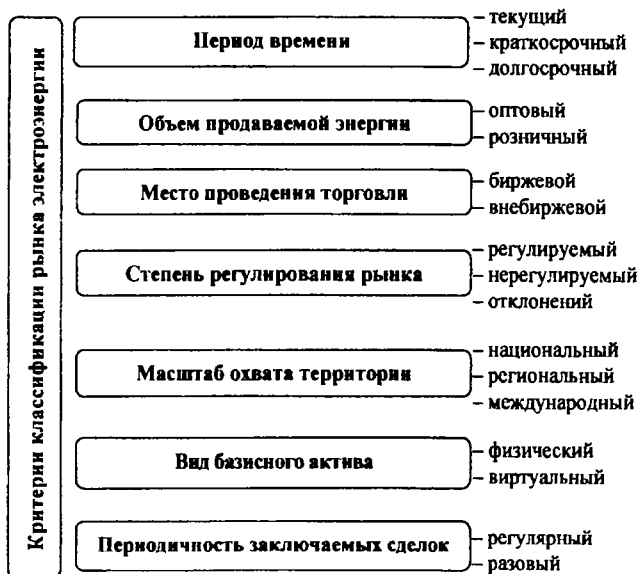 Критерии классификации рынка электроэнергии
Период времени
– текущий
– краткосрочный
– долгосрочный
Объем продаваемой энергии
– оптовый
– розничный
Место проведения торговли
– биржевой
– внебиржевой
Степень регулирования рынка
– регулируемый
– нерегулируемый
– отклонений
Масштаб охвата территории
– национальный
– региональный
– международный
Вид базисного актива
– физический
– виртуальный
Периодичность заключаемых сделок
– регулярный
– разовый